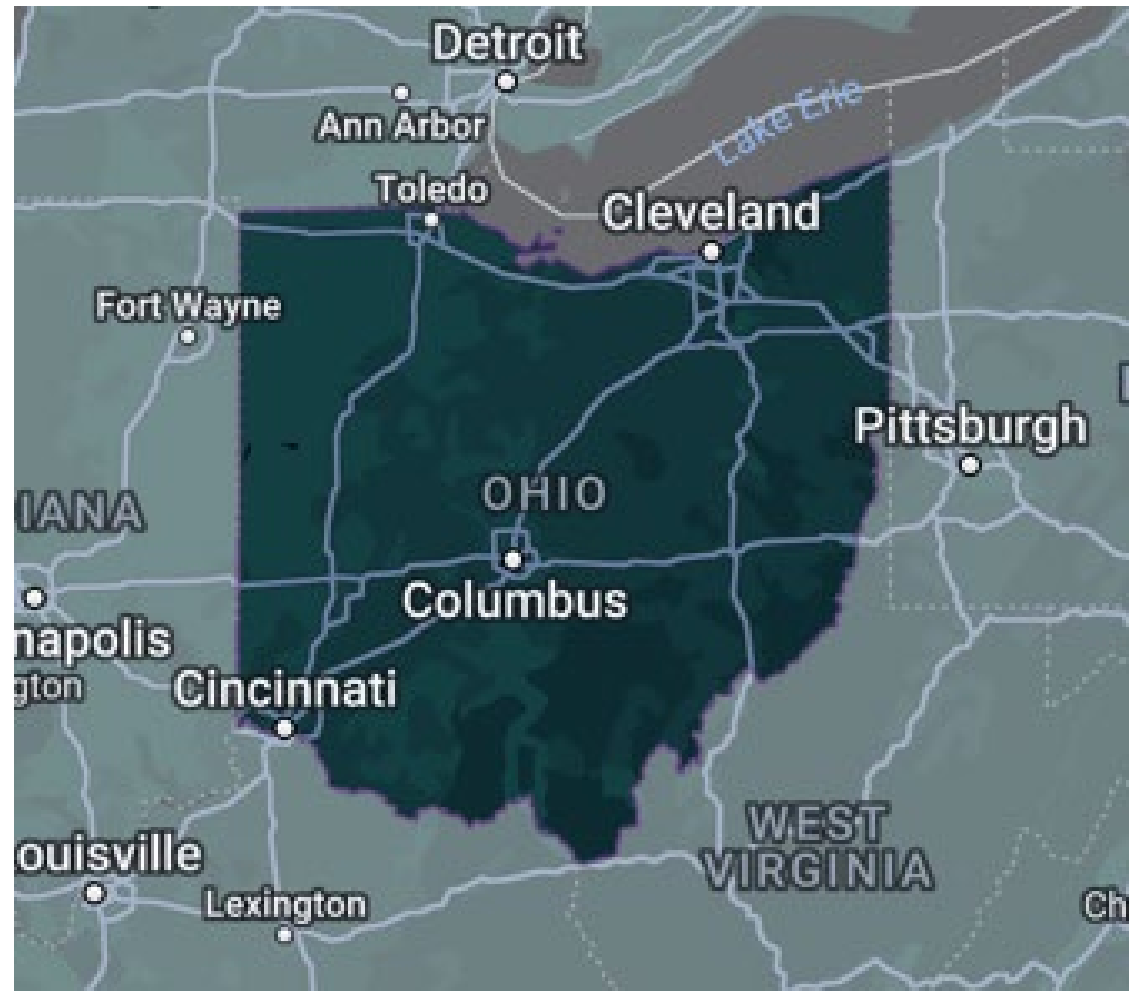 Detroit
Ann Arbor
Lake Erie
Toledo
Cleveland
Fort Wayne
Pittsburgh
OHIO
IANA
Columbus
napolis
gton
Cincinnati
WEST
VIRGINIA
ouisville
Lexington
Ch